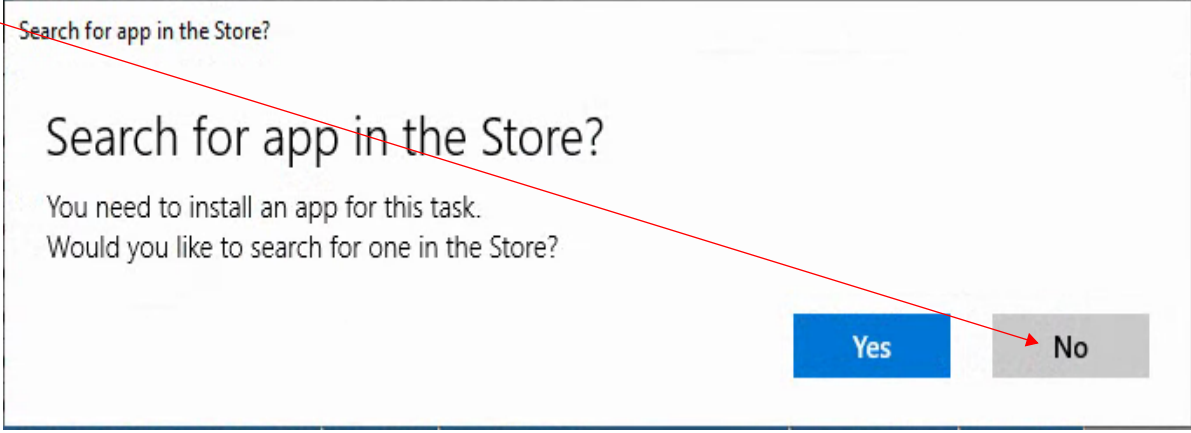 Search for app in the Store?
Search for app in the Store?
You need to install an app for this task.
Would you like to search for one in the Store?
Yes
No